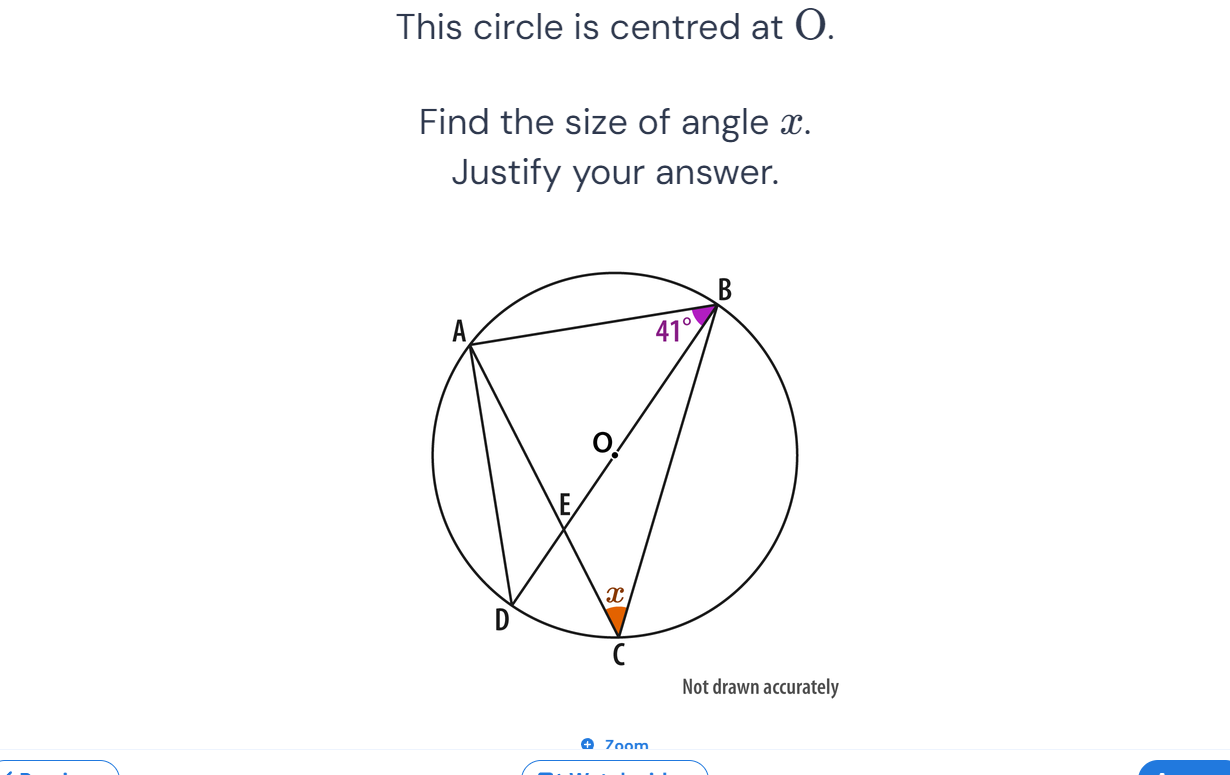 This circle is centred at O.
Find the size of angle x.
Justify your answer.
B
A
41°
O
E
x
D
C
Not drawn accurately
Zoom